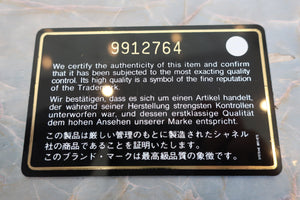 9912764
We certify the authenticity of this item and confirm
that it has been subjected to the most exacting quality
control. Its high quality is a symbol of the fine reputation
of the Trademark.
Wir bestätigen, dass es sich um einen Artikel handelt,
der während seiner Herstellung strengsten Kontrollen
unterworfen war, und dessen erstklassige Qualität
dem hohen Ansehen unserer Marke entspricht.
この製品は厳しい管理のもとに製造されたシャネル
社の商品であることを証明いたします。
このブランド・マークは最高級品質の象徴です。